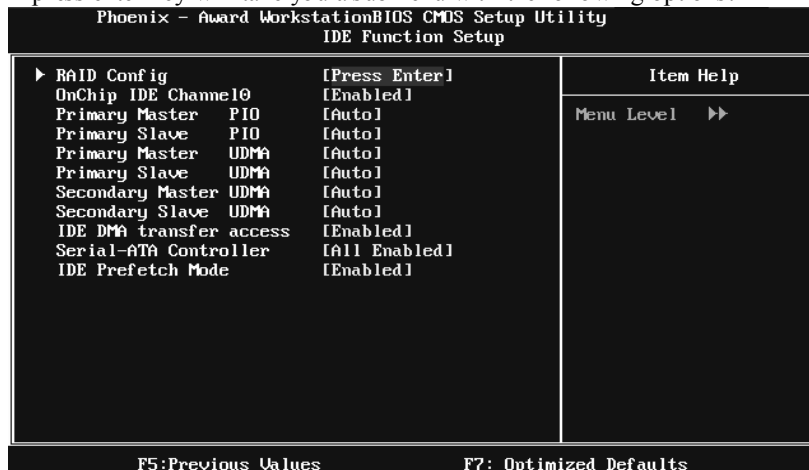 Phoenix - Award WorkstationBIOS CMOS Setup Utility
IDE Function Setup
RAID Config [Press Enter]
OnChip IDE Channel0 [Enabled]
Primary Master PIO [Auto]
Primary Slave PIO [Auto]
Primary Master UDMA [Auto]
Primary Slave UDMA [Auto]
Secondary Master UDMA [Auto]
Secondary Slave UDMA [Auto]
IDE DMA transfer access [Enabled]
Serial-ATA Controller [All Enabled]
IDE Prefetch Mode [Enabled]
Item Help
Menu Level
F5:Previous Values F7: Optimized Defaults